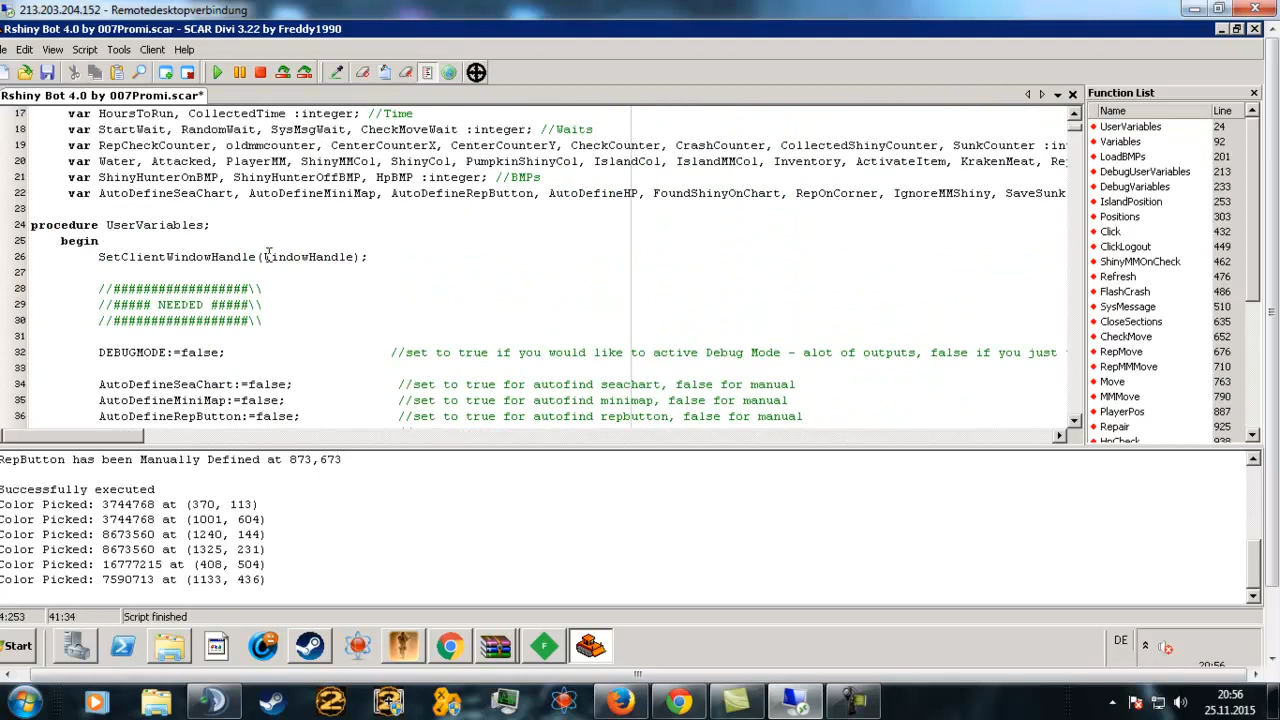 213.203.204.152 - Remotedesktopverbindung
Rshiny Bot 4.0 by 007Promi.scar - SCAR Divi 3.22 by Freddy1990
le Edit View Script Tools Client Help
Rshiny Bot 4.0 by 007Promi.scar*
Function List
17 var HoursToRun, CollectedTime :integer; //Time
18 var StartWait, RandomWait, SysMsgWait, CheckMoveWait :integer; //Waits
19 var RepCheckCounter, oldmmcounter, CenterCounterX, CenterCounterY, CheckCounter, CrashCounter, CollectedShinyCounter, SunkCounter :in
20 var Water, Attacked, PlayerMM, ShinyMMCol, ShinyCol, PumpkinShinyCol, IslandCol, IslandMMCol, Inventory, ActivateItem, KrakenMeat, Re
21 var ShinyHunterOnBMP, ShinyHunterOffBMP, HpBMP :integer; //BMPs
22 var AutoDefineSeaChart, AutoDefineMiniMap, AutoDefineRepButton, AutoDefineHP, FoundShinyOnChart, RepOnCorner, IgnoreMMShiny, SaveSunk
23
24 procedure UserVariables;
25 begin
26 SetClientWindowHandle(WindowHandle);
27
28 //##################\\
29 //##### NEEDED #####\\
30 //##################\\
31
32 DEBUGMODE:=false; //set to true if you would like to active Debug Mode - alot of outputs, false if you just
33
34 AutoDefineSeaChart:=false; //set to true for autofind seachart, false for manual
35 AutoDefineMiniMap:=false; //set to true for autofind minimap, false for manual
36 AutoDefineRepButton:=false; //set to true for autofind repbutton, false for manual
Name Line
UserVariables 24
Variables 92
LoadBMPs 201
DebugUserVariables 213
DebugVariables 233
IslandPosition 253
Positions 303
Click 432
ClickLogout 449
ShinyMMOnCheck 462
Refresh 476
FlashCrash 486
SysMessage 510
CloseSections 635
CheckMove 642
RepMove 676
RepMMMove 709
Move 763
MMMove 790
PlayerPos 887
Repair 925
HpCheck 938
RepButton has been Manually Defined at 873,673
Successfully executed
Color Picked: 3744768 at (370, 113)
Color Picked: 3744768 at (1001, 604)
Color Picked: 8673560 at (1240, 144)
Color Picked: 8673560 at (1325, 231)
Color Picked: 16777215 at (408, 504)
Color Picked: 7590713 at (1133, 436)
4:253 41:34 Script finished
Start DE 20:56
20:56
25.11.2015